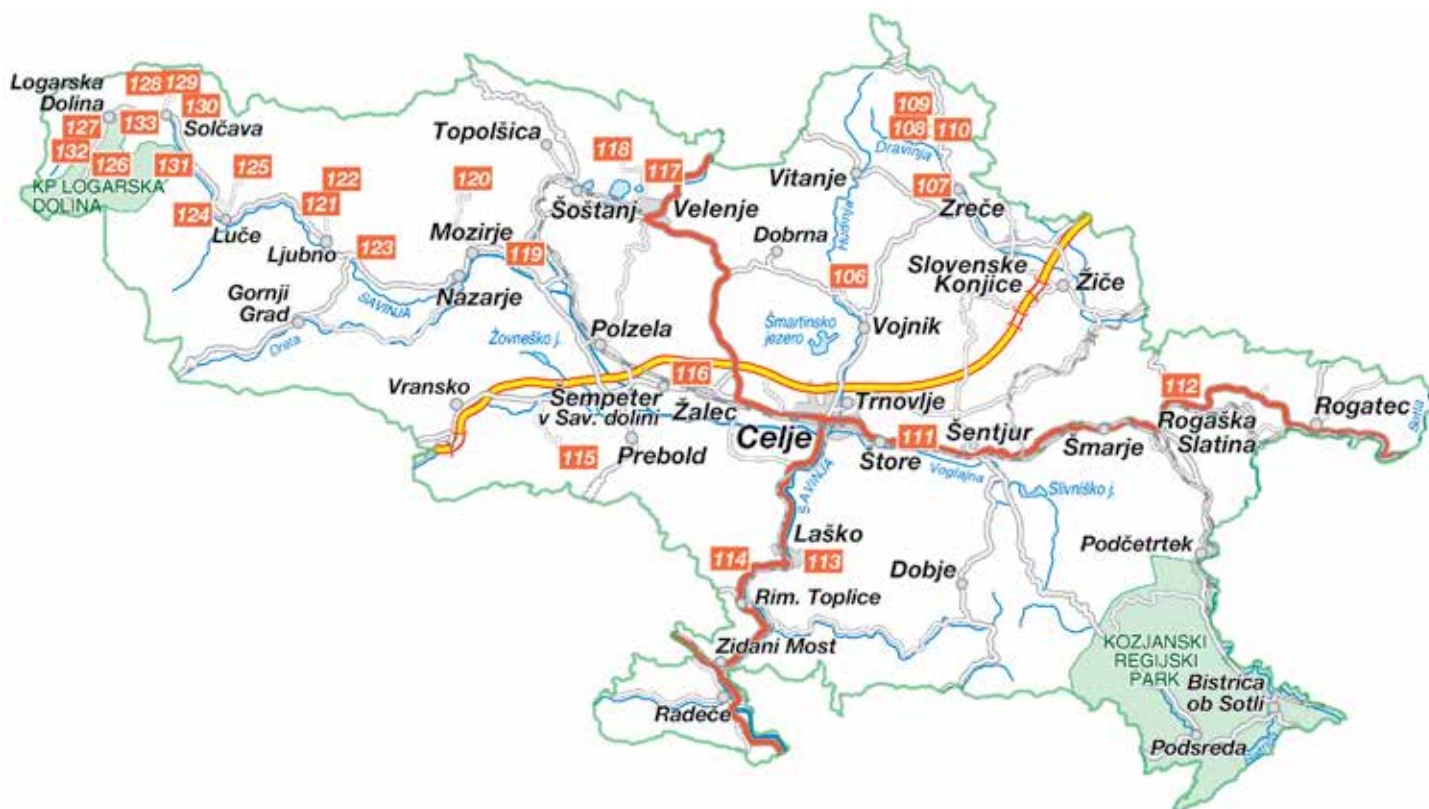 128
129
Logarska
Dolina
130
127
133
Solčava
132
126
131
125
KP LOGARSKA
DOLINA
124
Luče
122
121
Ljubno
123
120
Mozirje
119
Nazarje
Gornji
Grad
SAVINJA
Dreta
Topolšica
118
117
Šoštanj
Velenje
109
108
110
Dravinja
Vitanje
107
Zreče
Hudinja
Dobrna
106
Slovenske
Konjice
Žiče
Šmartinsko
jezero
Vojnik
Polzela
Žovneško j.
Vransko
116
Šempeter
v Sav. dolini
Žalec
115
Prebold
Trnovlje
Celje
111
Štore
Šentjur
Voglajna
Slivniško j.
Šmarje
112
Rogaška
Slatina
Rogatec
Sotla
SAVINJA
Laško
114
113
Rim. Toplice
Dobje
Podčetrtek
Zidani Most
Radeče
KOZJANSKI
REGIJSKI
PARK
Bistrica
ob Sotli
Podsreda